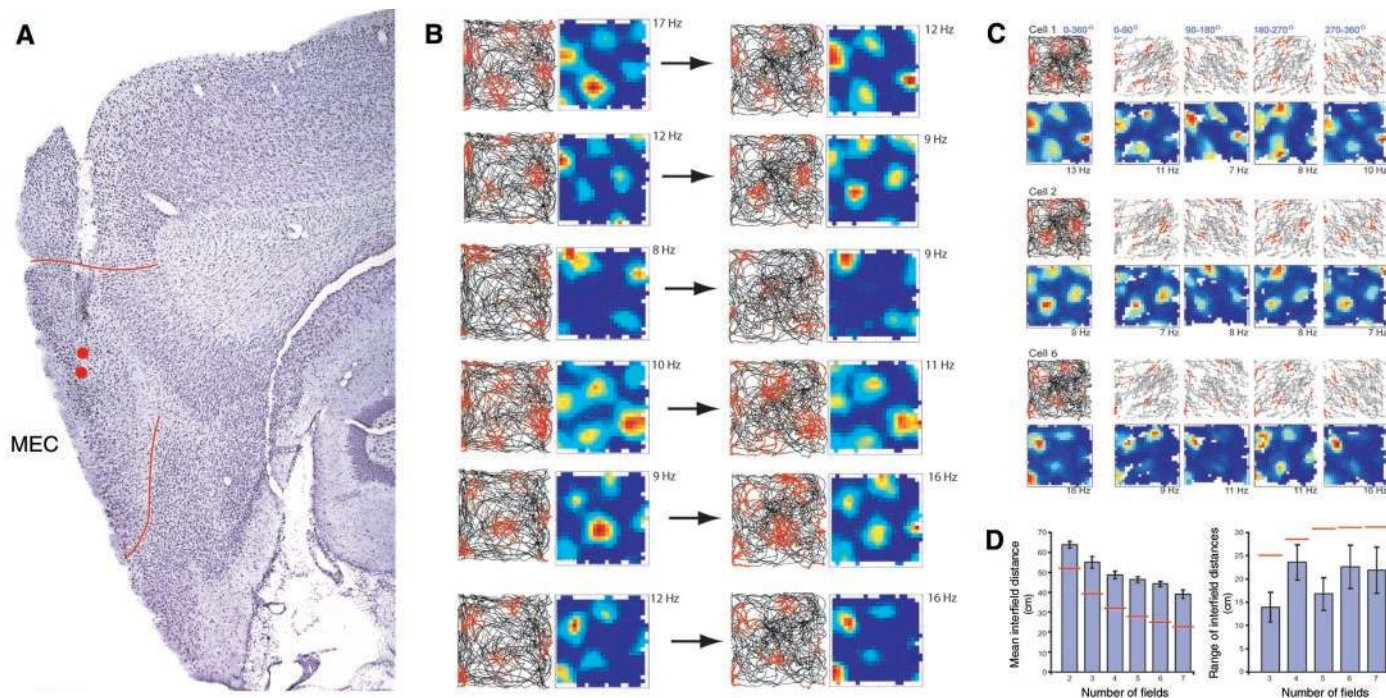 A
MEC
B
17 Hz
12 Hz
12 Hz
9 Hz
8 Hz
9 Hz
10 Hz
11 Hz
9 Hz
16 Hz
12 Hz
16 Hz
C
Cell 1 0-360° 0-90° 90-180° 180-270° 270-360°
13 Hz 11 Hz 7 Hz 8 Hz 10 Hz
Cell 2
9 Hz 7 Hz 8 Hz 8 Hz 7 Hz
Cell 6
16 Hz 9 Hz 11 Hz 11 Hz 16 Hz
D
Mean interfield distance
(cm)
70
60
50
40
30
20
10
0
2 3 4 5 6 7
Number of fields
Range of interfield distances
(cm)
30
25
20
15
10
5
0
3 4 5 6 7
Number of fields